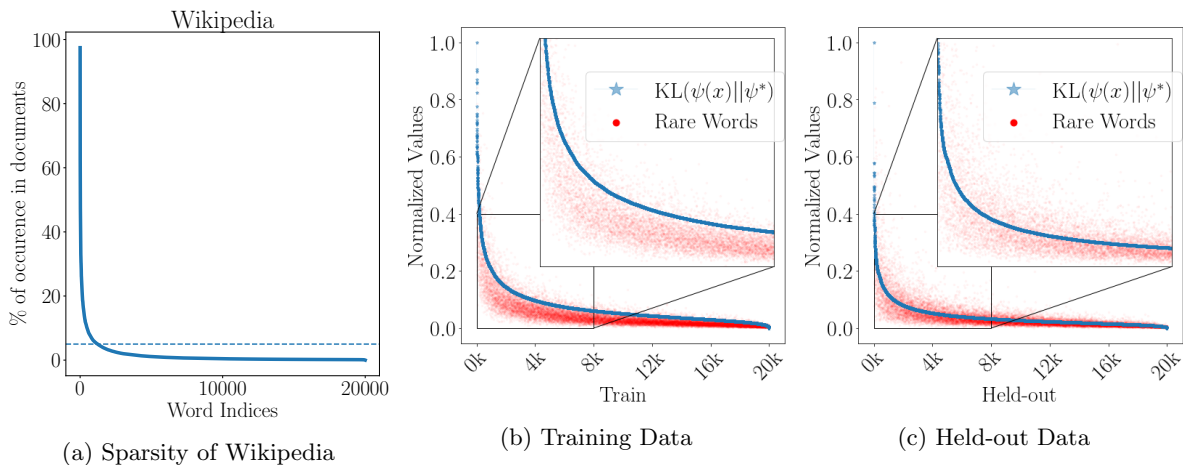 Wikipedia
% of occurence in documents
100
80
60
40
20
0
0
10000
20000
Word Indices
(a) Sparsity of Wikipedia
Normalized Values
1.0
0.8
0.6
0.4
0.2
0.0
KL(ψ(x)||ψ*)
Rare Words
0k
4k
8k
12k
16k
20k
Train
(b) Training Data
Normalized Values
1.0
0.8
0.6
0.4
0.2
0.0
KL(ψ(x)||ψ*)
Rare Words
0k
4k
8k
12k
16k
20k
Held-out
(c) Held-out Data